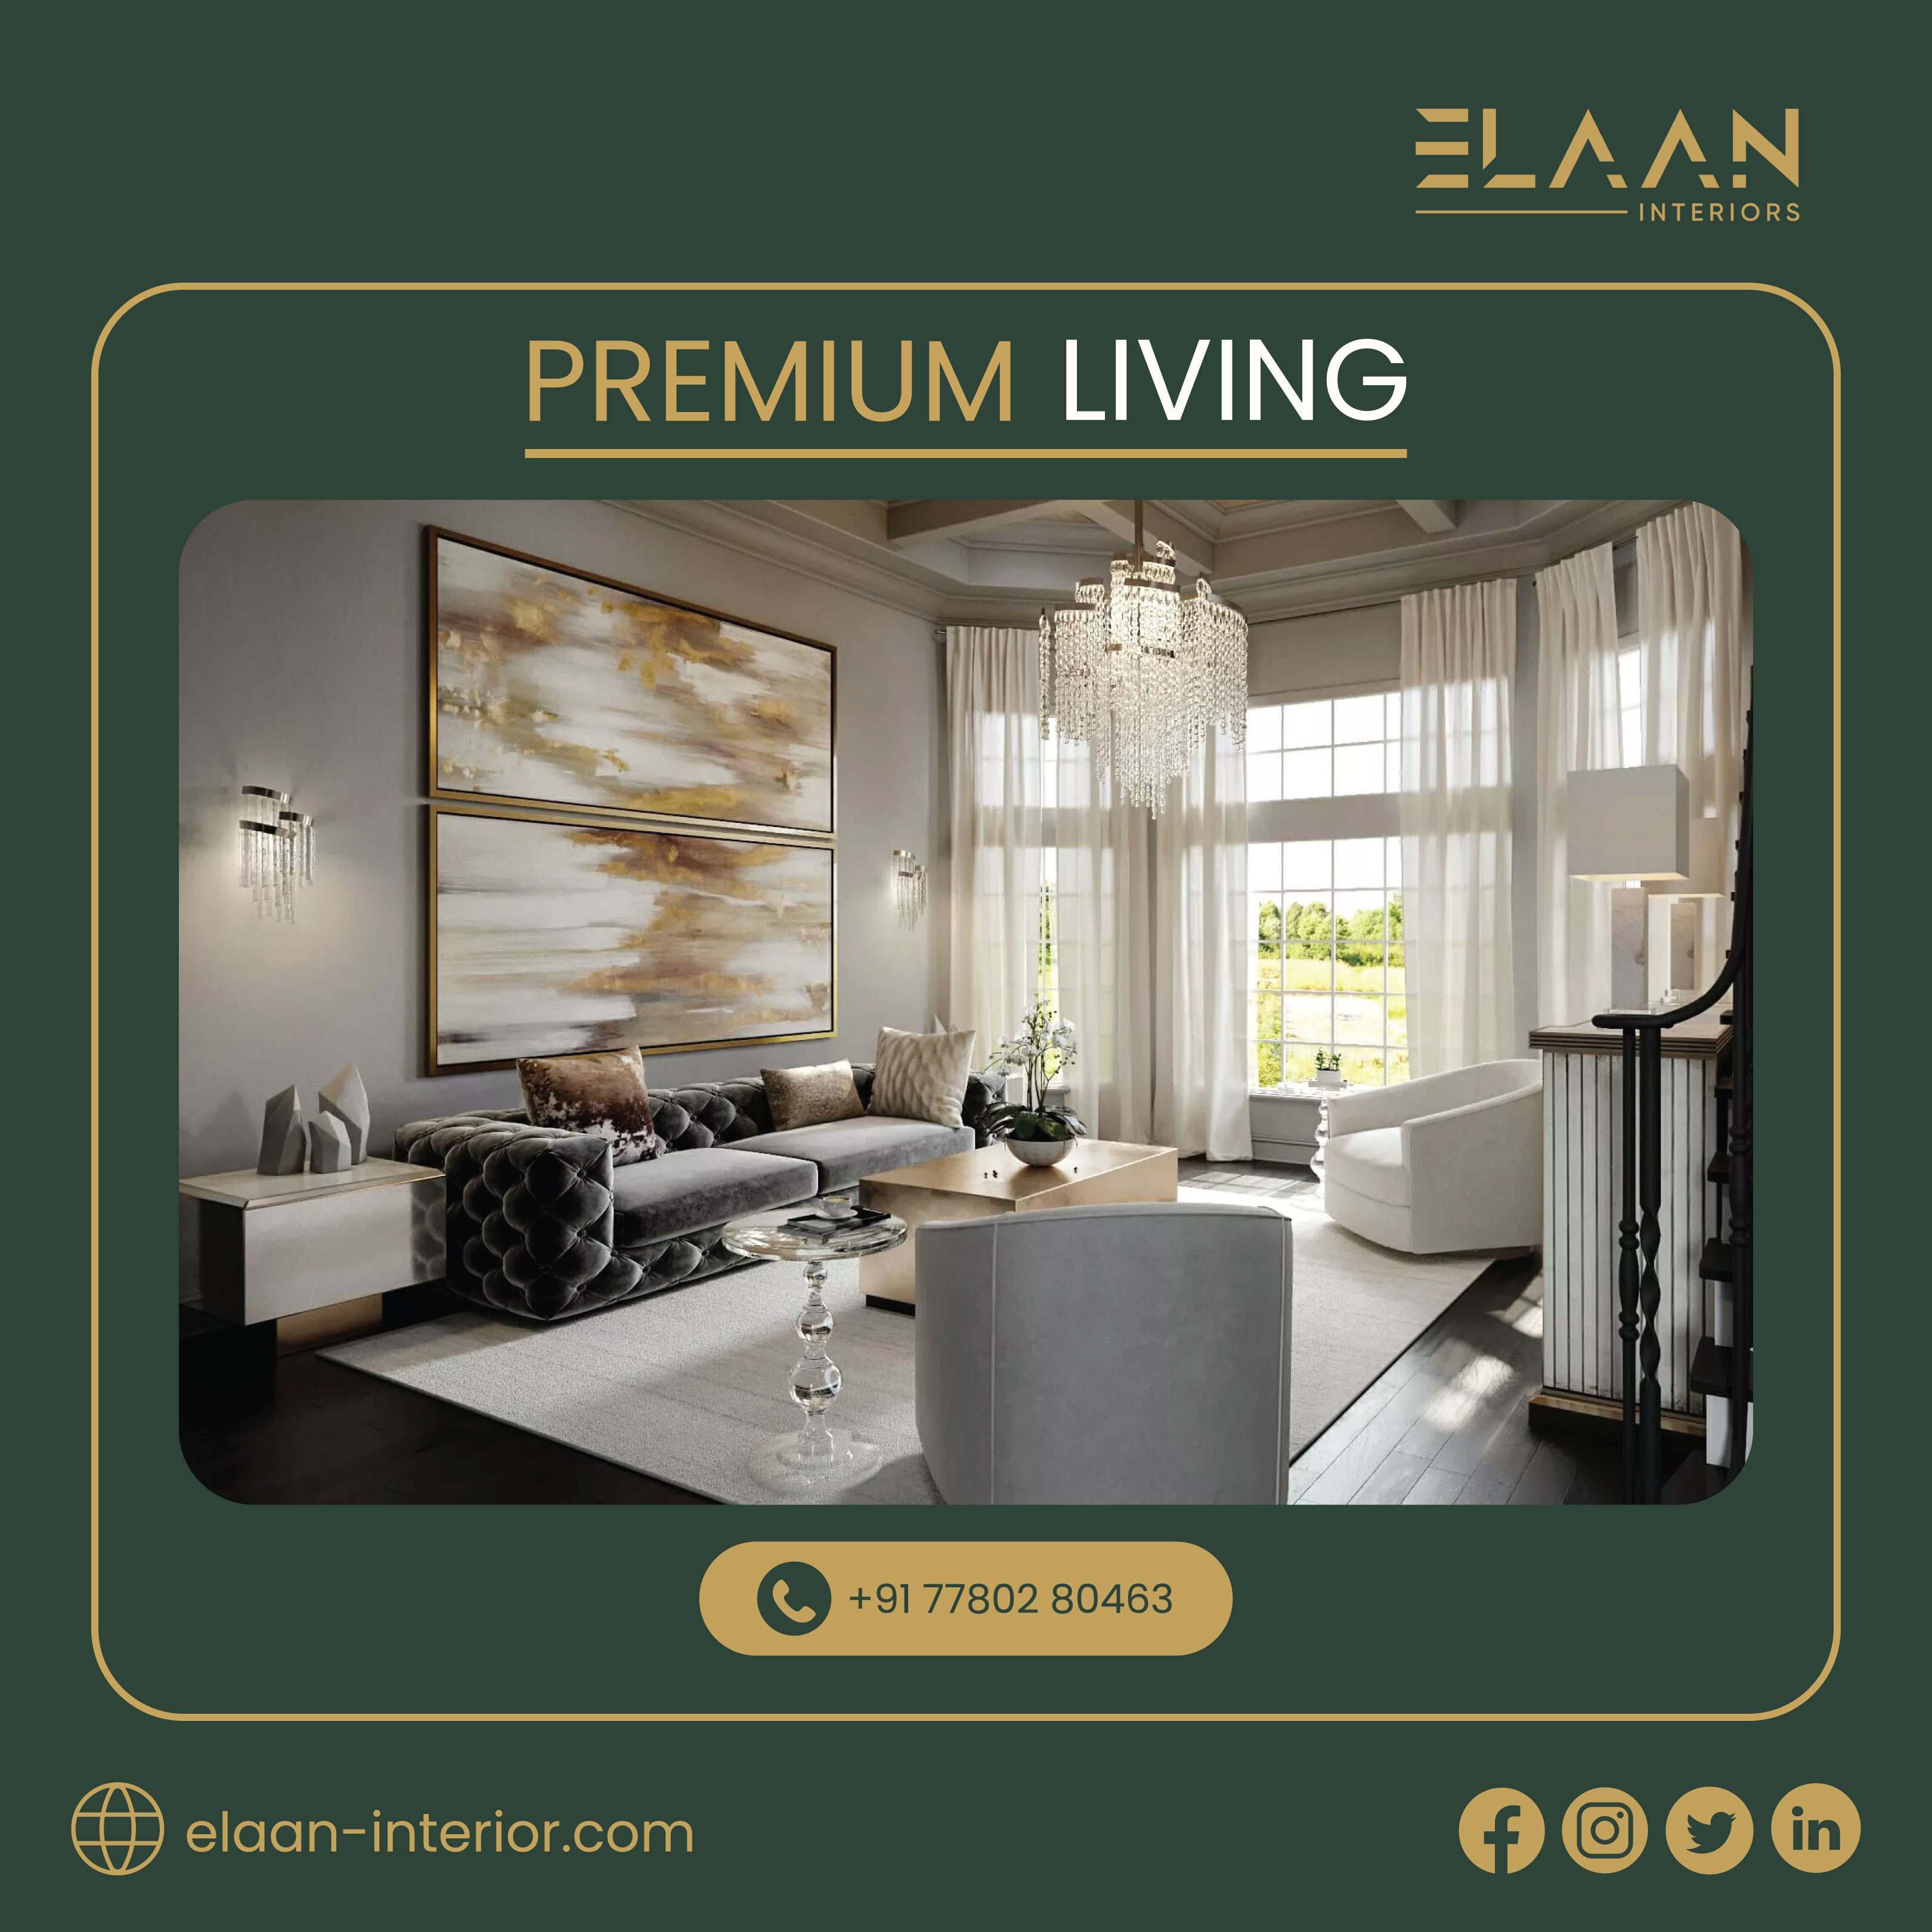 ELAAN
INTERIORS
PREMIUM LIVING
+91 77802 80463
elaan-interior.com